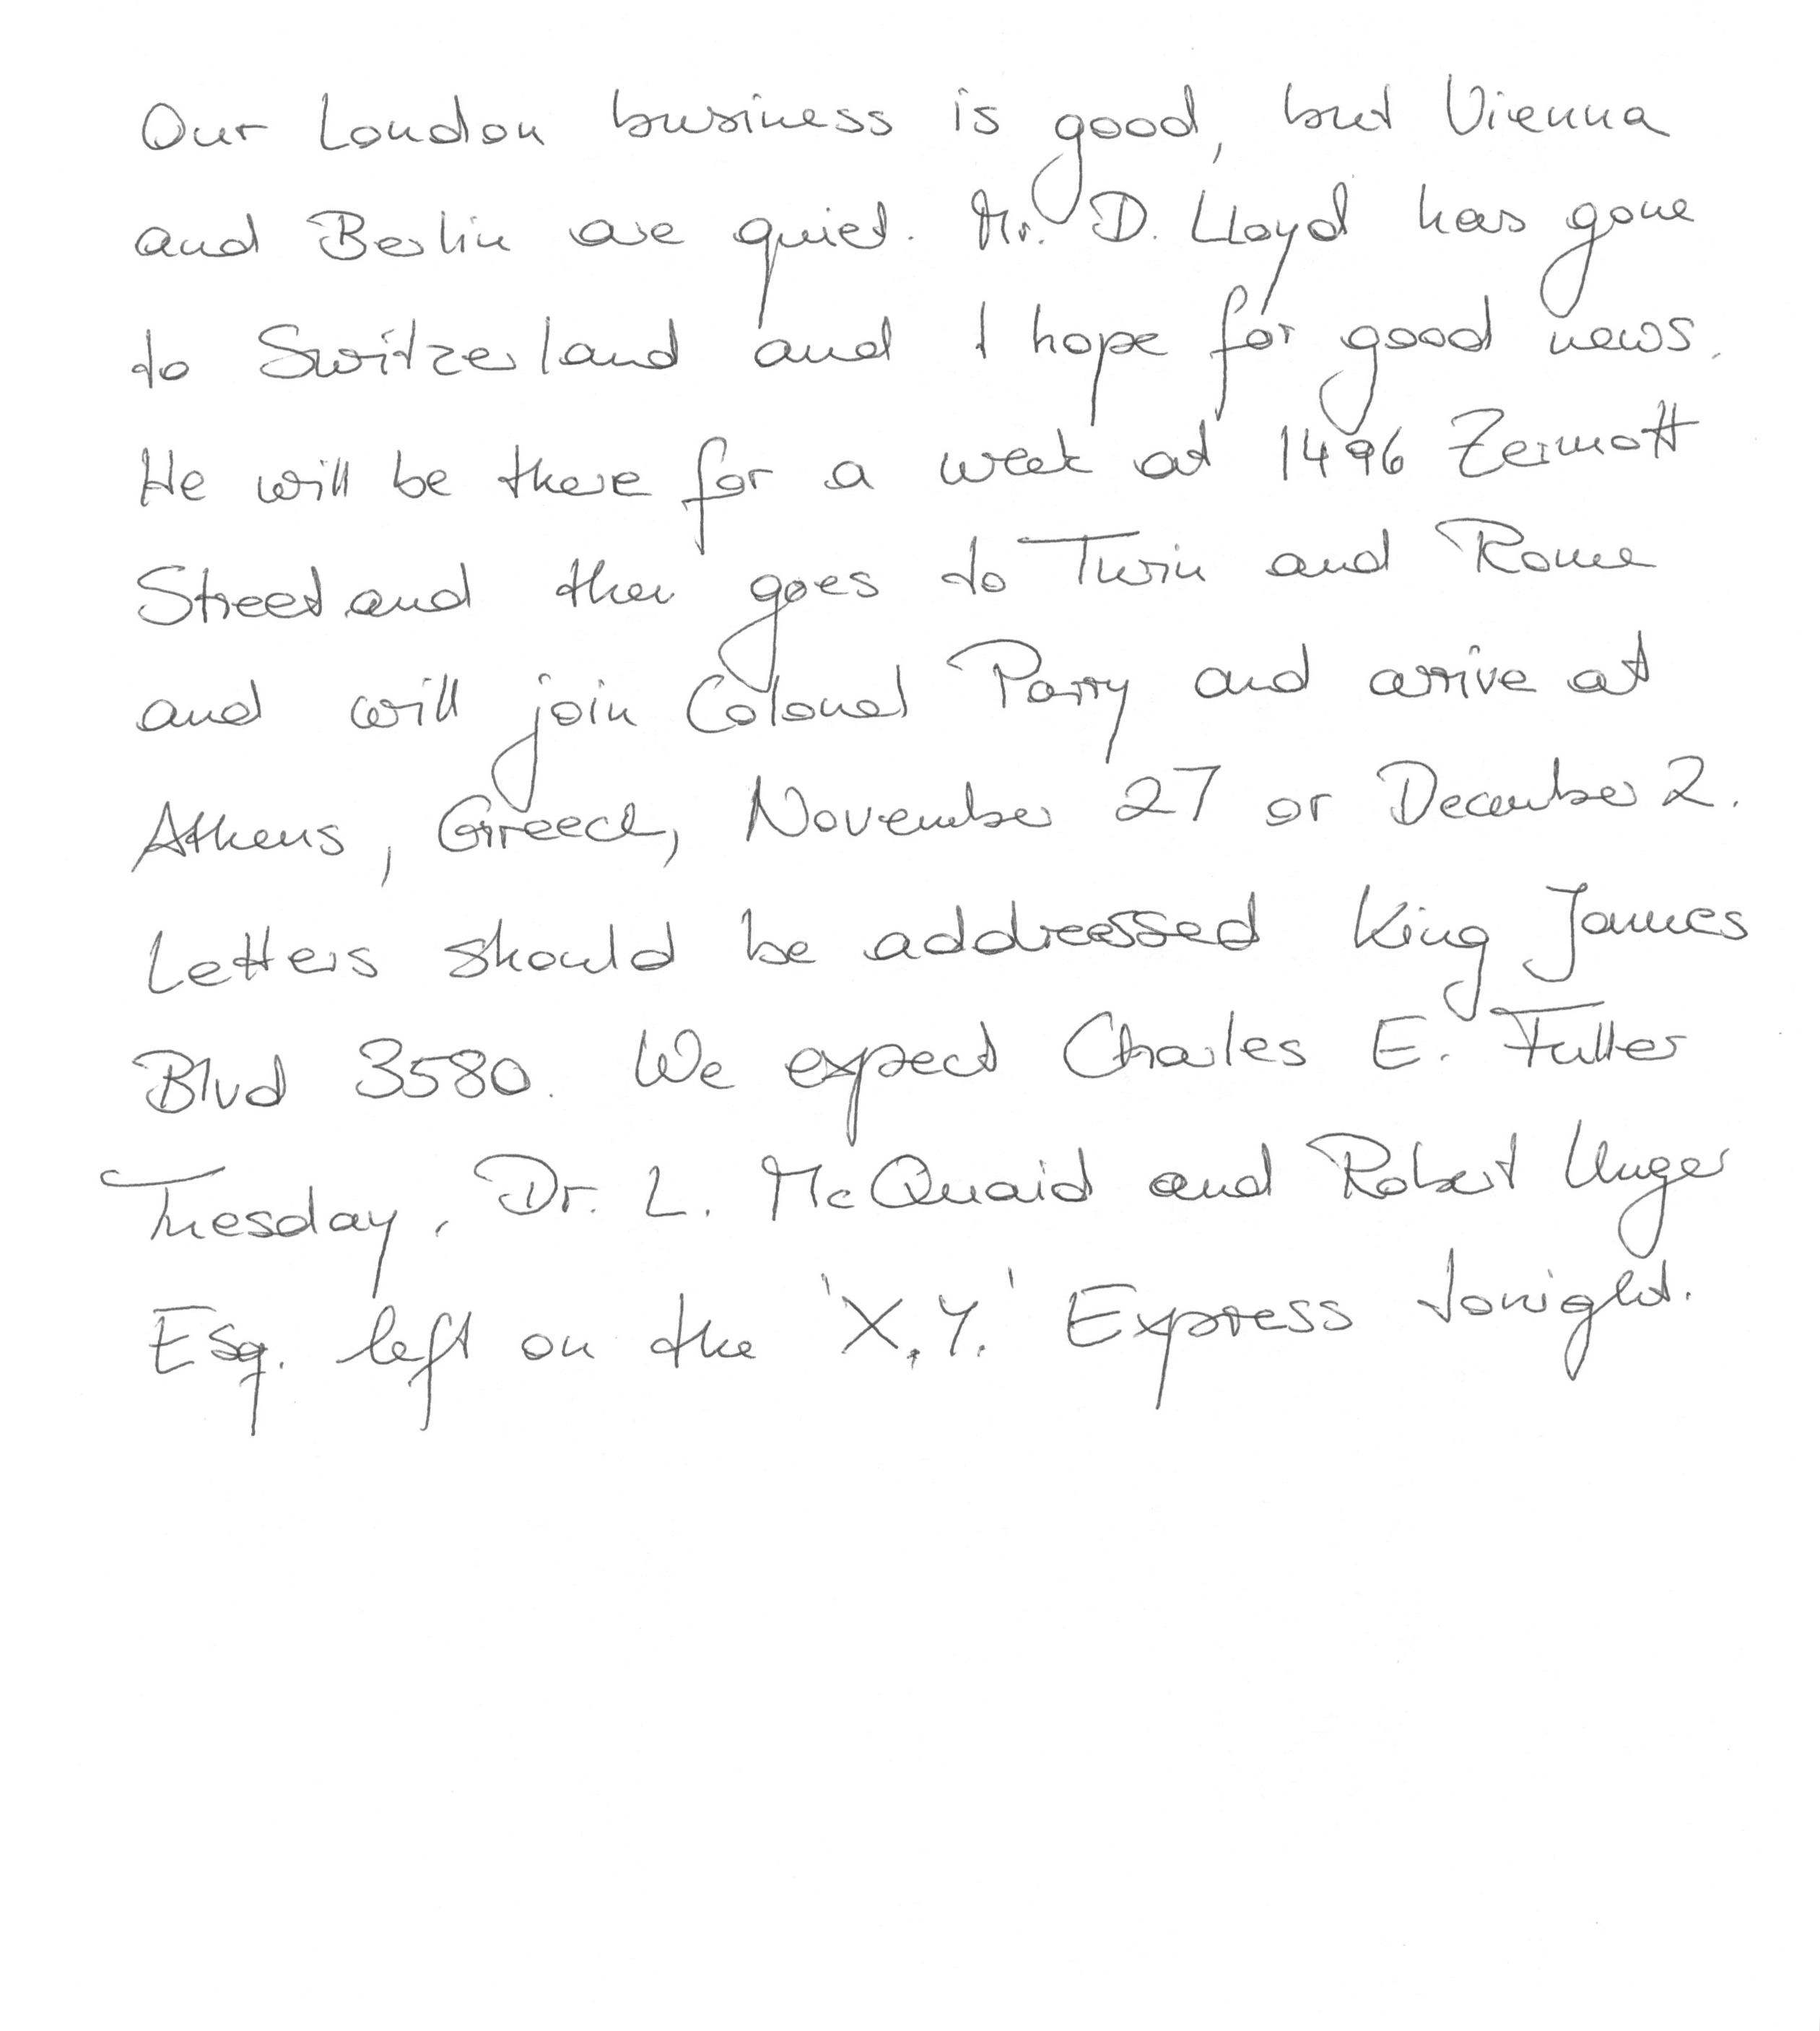 Our London business is good, but Vienna
and Berlin are quiet. Mr. D. Lloyd has gone
to Switzerland and I hope for good news.
He will be there for a week at 1496 Zermott
Street and then goes to Turin and Rome
and will join Colonel Parry and arrive at
Athens, Greece, November 27 or December 2.
Letters should be addressed King James
Blvd 3580. We expect Charles E. Fuller
Tuesday. Dr. L. McQuaid and Robert Unger
Esq. left on the 'X.Y.' Express tonight.